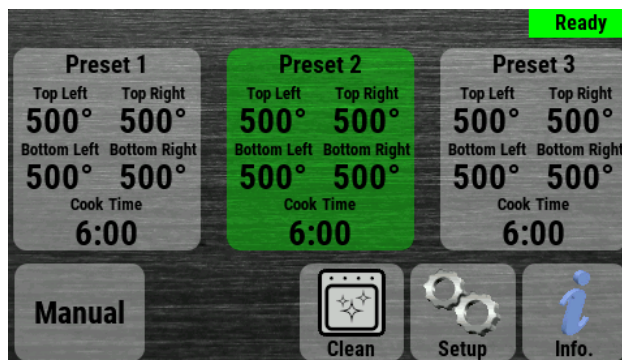 Ready
Preset 1
Top Left Top Right
500° 500°
Bottom Left Bottom Right
500° 500°
Cook Time
6:00
Preset 2
Top Left Top Right
500° 500°
Bottom Left Bottom Right
500° 500°
Cook Time
6:00
Preset 3
Top Left Top Right
500° 500°
Bottom Left Bottom Right
500° 500°
Cook Time
6:00
Manual
Clean
Setup
Info.